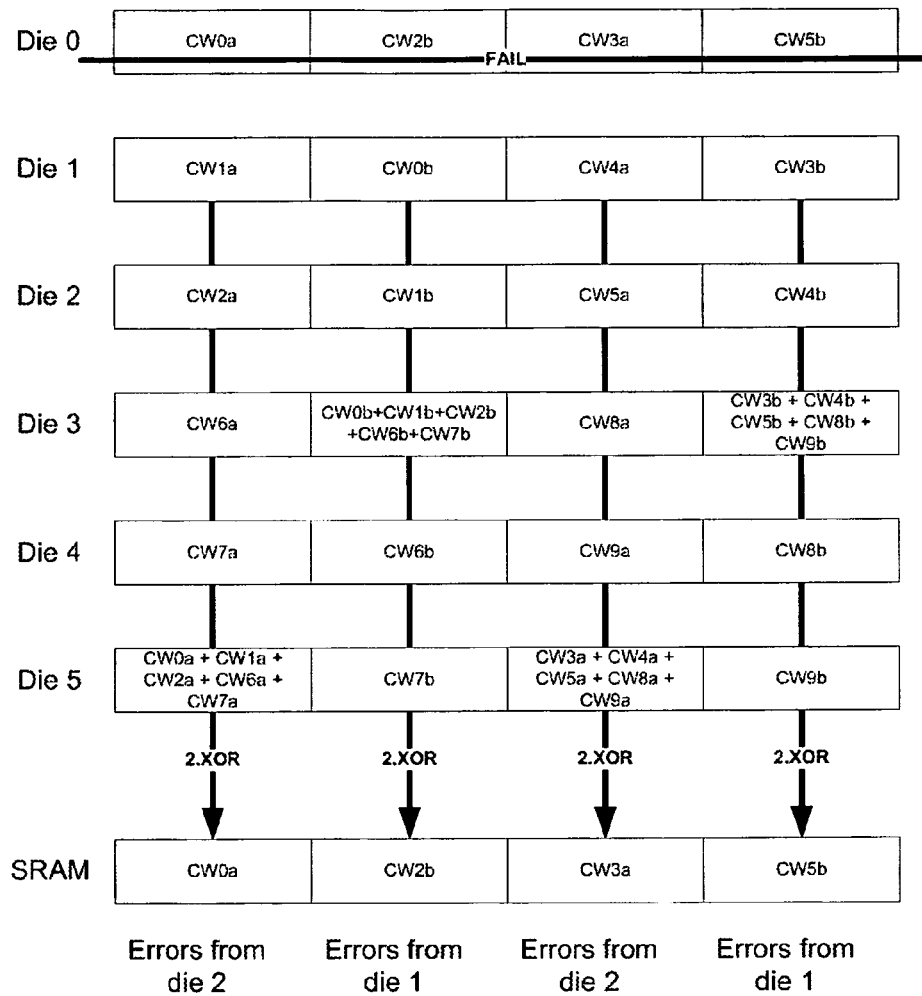 Die 0 CW0a CW2b CW3a CW5b
FAIL
Die 1 CW1a CW0b CW4a CW3b
Die 2 CW2a CW1b CW5a CW4b
Die 3 CW6a
CW0b+CW1b+CW2b
+CW6b+CW7b
CW8a
CW3b + CW4b +
CW5b + CW8b +
CW9b
Die 4 CW7a CW6b CW9a CW8b
Die 5
CW0a + CW1a +
CW2a + CW6a +
CW7a
CW7b
CW3a + CW4a +
CW5a + CW8a +
CW9a
CW9b
2.XOR 2.XOR 2.XOR 2.XOR
SRAM CW0a CW2b CW3a CW5b
Errors from
die 2
Errors from
die 1
Errors from
die 2
Errors from
die 1